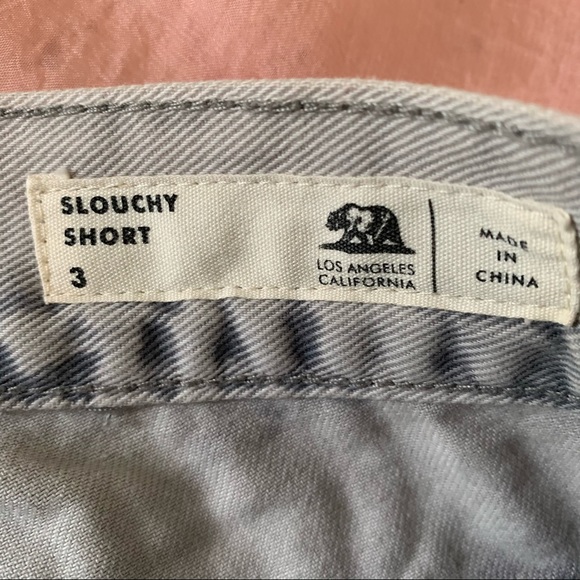 SLOUCHY
SHORT
3
LOS ANGELES
CALIFORNIA
MADE
IN
CHINA